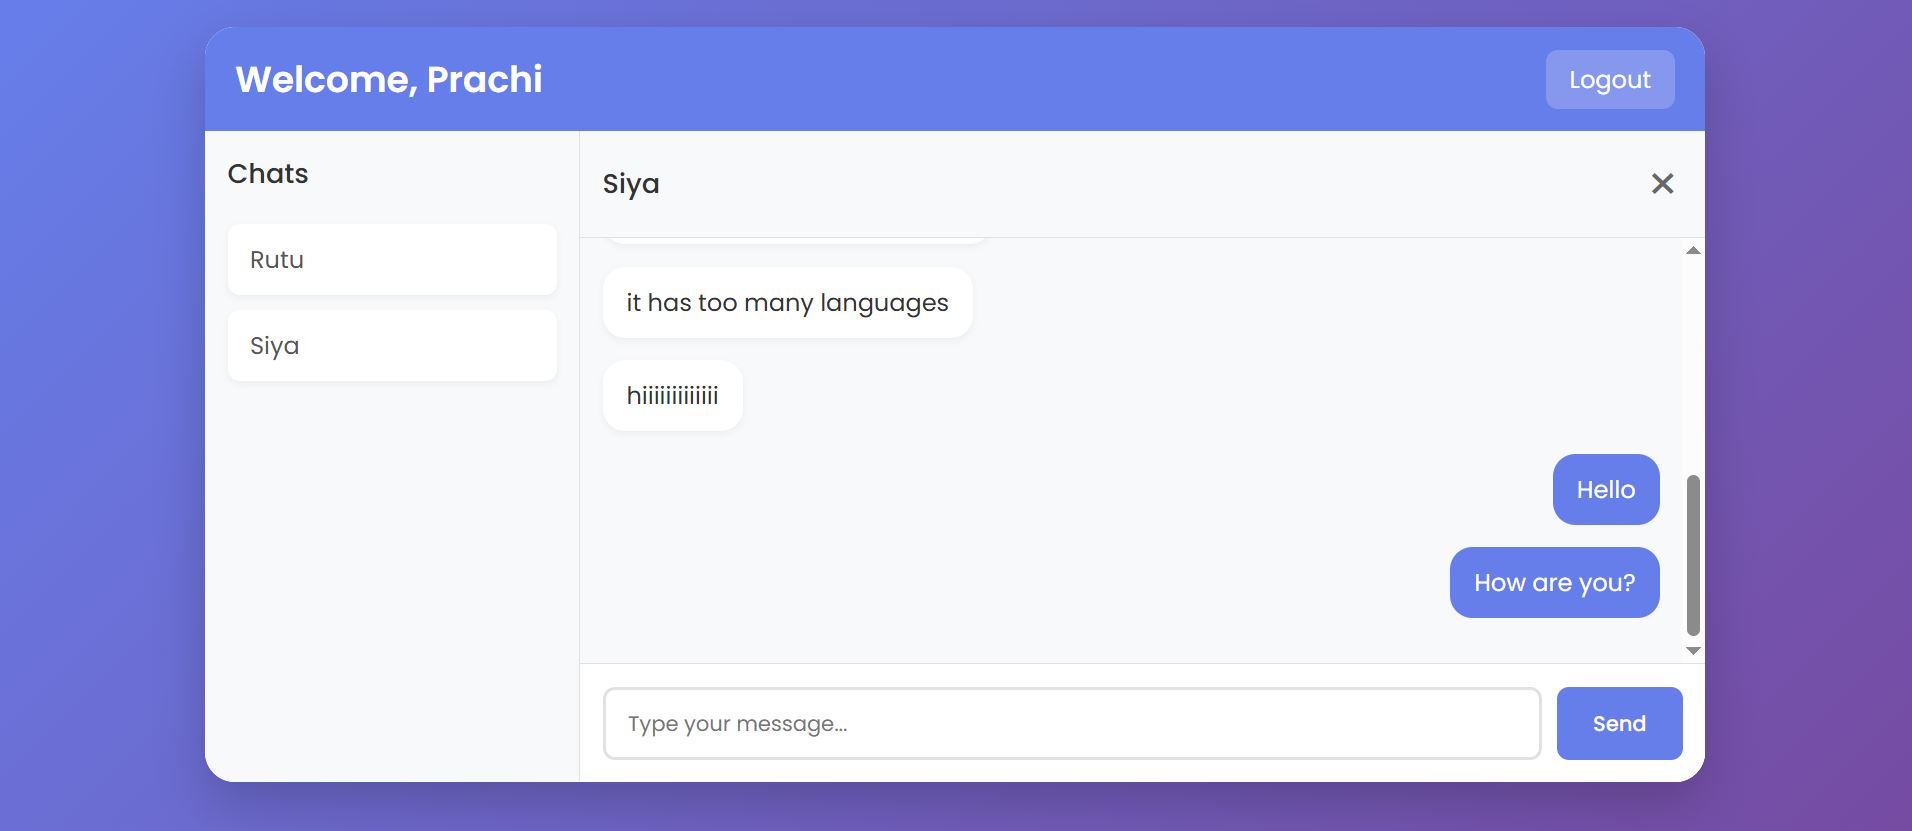 Welcome, Prachi
Logout
Chats
Rutu
Siya
Siya
it has too many languages
hiiiiiiiiiiiii
Hello
How are you?
Type your message...
Send